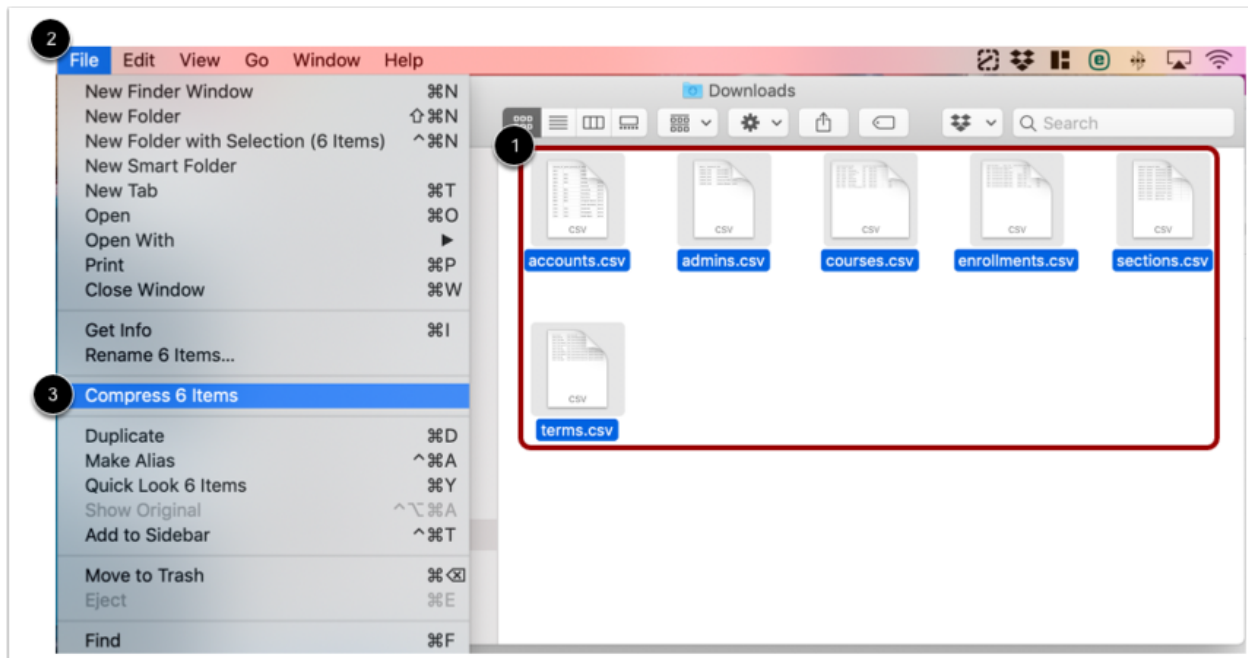 2
File Edit View Go Window Help
New Finder Window ⌘N
New Folder ⇧⌘N
New Folder with Selection (6 Items) ^⌘N
New Smart Folder
New Tab ⌘T
Open ⌘O
Open With ▶
Print ⌘P
Close Window ⌘W
Get Info ⌘I
Rename 6 Items...
3
Compress 6 Items
Duplicate ⌘D
Make Alias ^⌘A
Quick Look 6 Items ⌘Y
Show Original ^⌥⌘A
Add to Sidebar ^⌘T
Move to Trash ⌘⌫
Eject ⌘E
Find ⌘F
Downloads
Search
1
CSV CSV CSV CSV CSV
accounts.csv admins.csv courses.csv enrollments.csv sections.csv
CSV
terms.csv